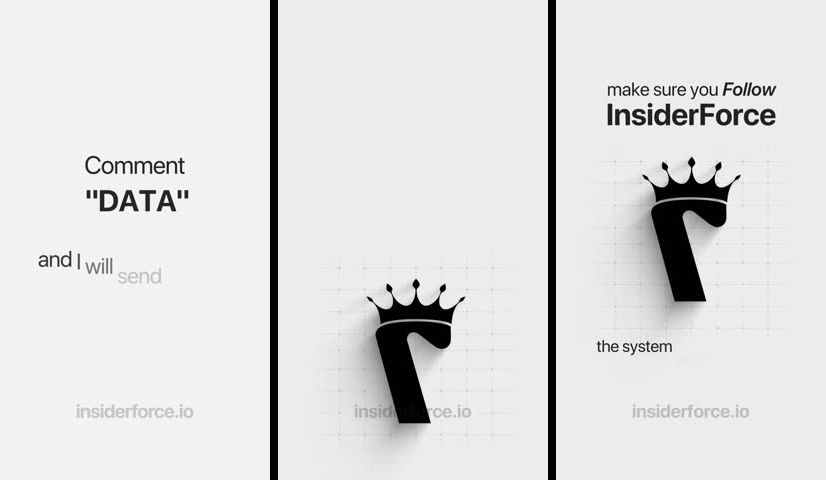 Comment
"DATA"
and I will send
insiderforce.io
insiderforce.io
make sure you Follow
InsiderForce
the system
insiderforce.io